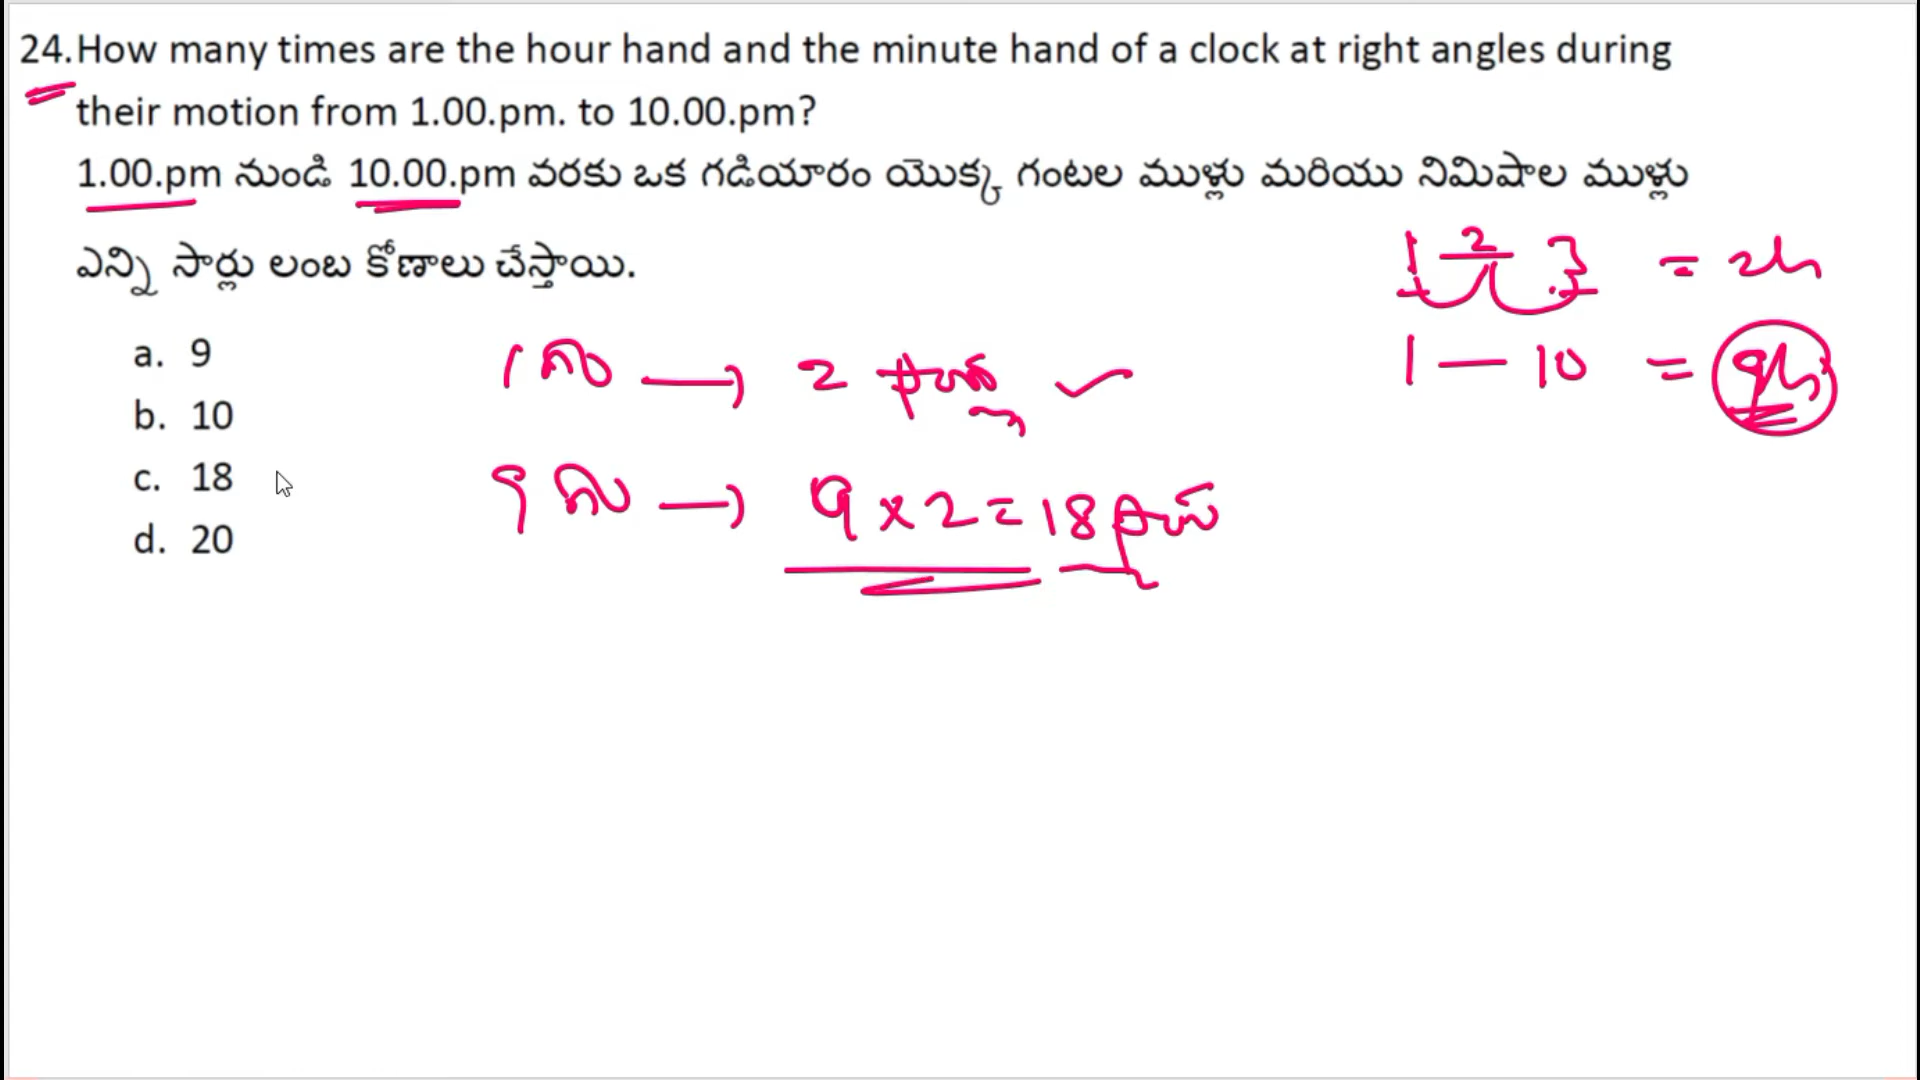 24.How many times are the hour hand and the minute hand of a clock at right angles during
their motion from 1.00.pm. to 10.00.pm?
1.00.pm నుండి 10.00.pm వరకు ఒక గడియారం యొక్క గంటల ముళ్లు మరియు నిమిషాల ముళ్లు
ఎన్ని సార్లు లంబ కోణాలు చేస్తాయి.
1 2 3 = 2h
a. 9
1 గం → 2 సార్లు
1 — 10 = 9h
b. 10
c. 18
9 గం → 9 x 2 = 18
d. 20